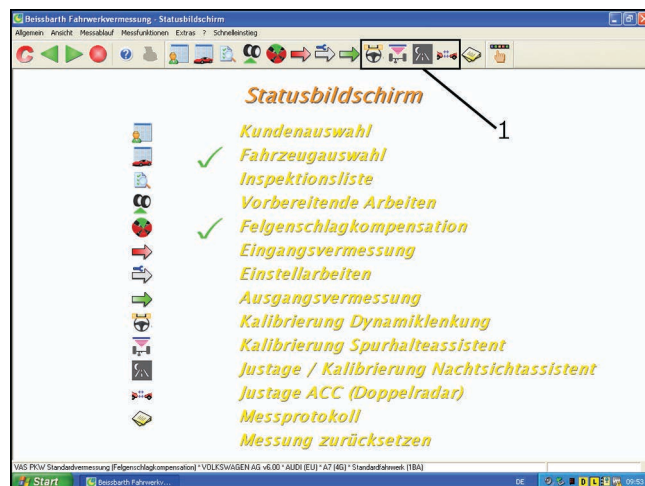 Beissbarth Fahrwerkvermessung - Statusbildschirm
Allgemein Ansicht Messablauf Messfunktionen Extras ? Schnelleinstieg
1
Statusbildschirm
Kundenauswahl
Fahrzeugauswahl
Inspektionsliste
Vorbereitende Arbeiten
Felgenschlagkompensation
Eingangsvermessung
Einstellarbeiten
Ausgangsvermessung
Kalibrierung Dynamiklenkung
Kalibrierung Spurhalteassistent
Justage / Kalibrierung Nachtsichtassistent
Justage ACC (Doppelradar)
Messprotokoll
Messung zurücksetzen
VAS PKW Standardvermessung (Felgenschlagkompensation) * VOLKSWAGEN AG v6.00 * AUDI (EU) * A7 (4G) * Standardfahrwerk (1BA)
Start Beissbarth Fahrwerkv... DE D L 09:53